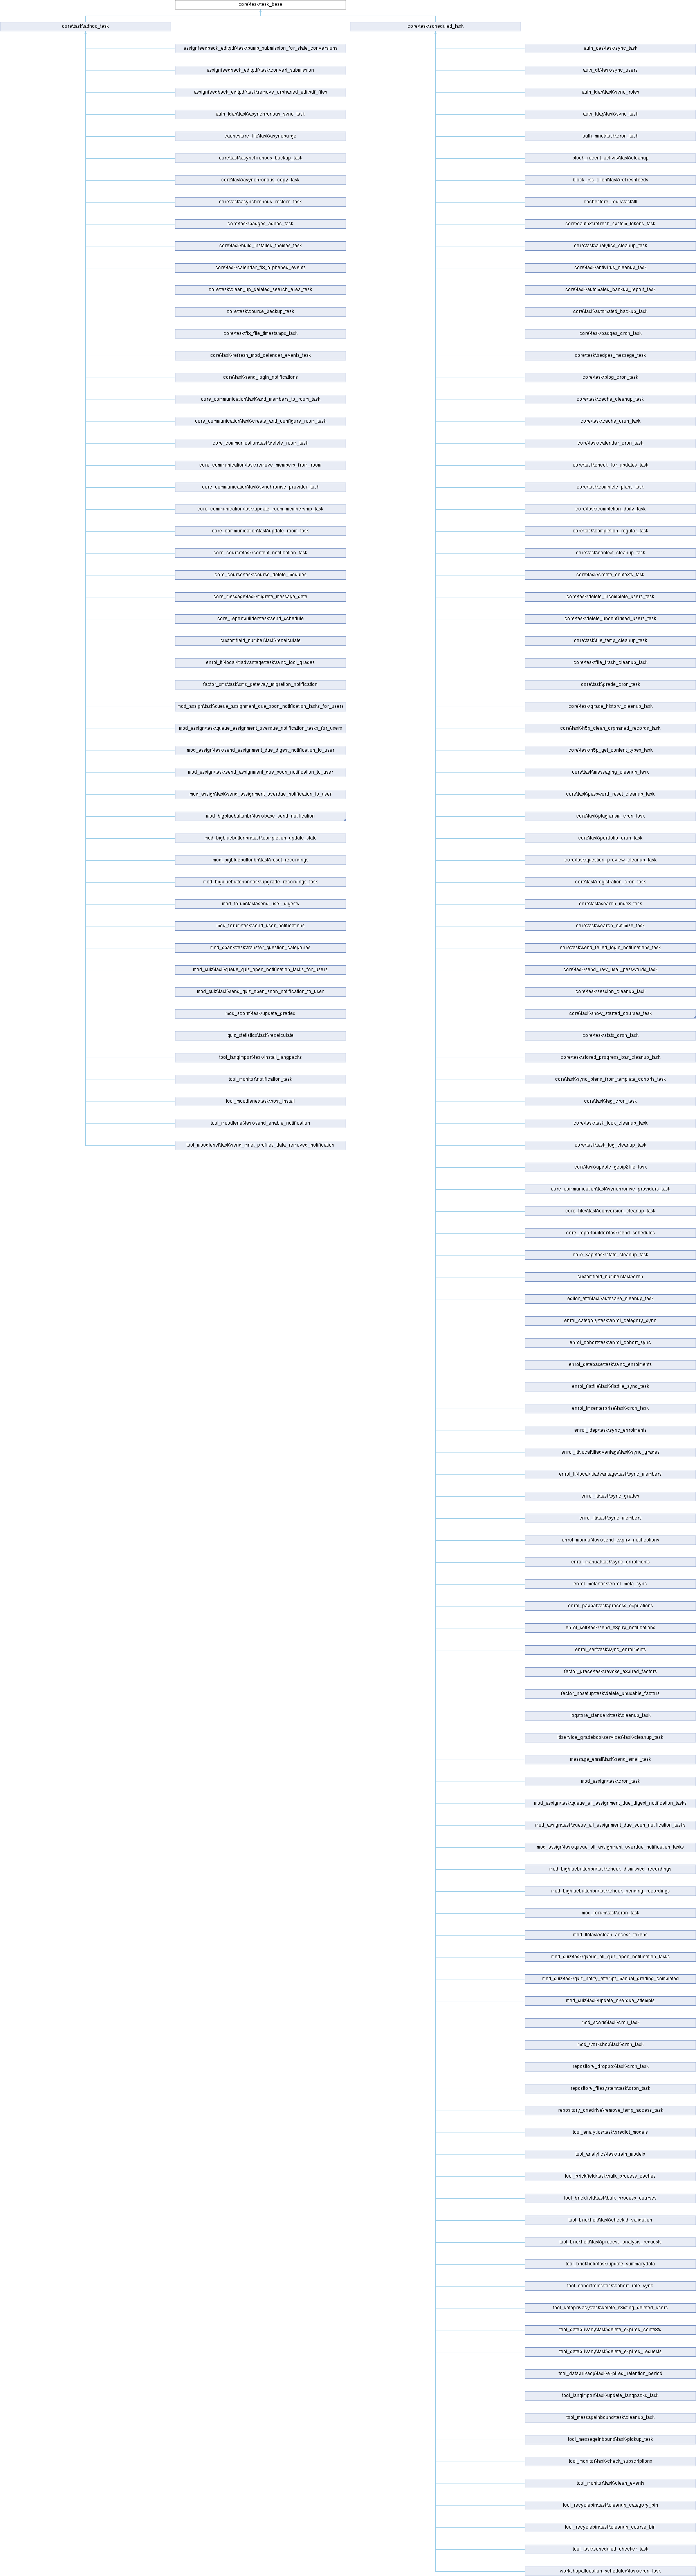 core\task\task_base
core\task\adhoc_task
core\task\scheduled_task
assignfeedback_editpdf\task\bump_submission_for_stale_conversions
assignfeedback_editpdf\task\convert_submission
assignfeedback_editpdf\task\remove_orphaned_editpdf_files
auth_ldap\task\asynchronous_sync_task
cachestore_file\task\asyncpurge
core\task\asynchronous_backup_task
core\task\asynchronous_copy_task
core\task\asynchronous_restore_task
core\task\badges_adhoc_task
core\task\build_installed_themes_task
core\task\calendar_fix_orphaned_events
core\task\clean_up_deleted_search_area_task
core\task\course_backup_task
core\task\fix_file_timestamps_task
core\task\refresh_mod_calendar_events_task
core\task\send_login_notifications
core_communication\task\add_members_to_room_task
core_communication\task\create_and_configure_room_task
core_communication\task\delete_room_task
core_communication\task\remove_members_from_room
core_communication\task\synchronise_provider_task
core_communication\task\update_room_membership_task
core_communication\task\update_room_task
core_course\task\content_notification_task
core_course\task\course_delete_modules
core_message\task\migrate_message_data
core_reportbuilder\task\send_schedule
customfield_number\task\recalculate
enrol_lti\local\ltiadvantage\task\sync_tool_grades
factor_sms\task\sms_gateway_migration_notification
mod_assign\task\queue_assignment_due_soon_notification_tasks_for_users
mod_assign\task\queue_assignment_overdue_notification_tasks_for_users
mod_assign\task\send_assignment_due_digest_notification_to_user
mod_assign\task\send_assignment_due_soon_notification_to_user
mod_assign\task\send_assignment_overdue_notification_to_user
mod_bigbluebuttonbn\task\base_send_notification
mod_bigbluebuttonbn\task\completion_update_state
mod_bigbluebuttonbn\task\reset_recordings
mod_bigbluebuttonbn\task\upgrade_recordings_task
mod_forum\task\send_user_digests
mod_forum\task\send_user_notifications
mod_qbank\task\transfer_question_categories
mod_quiz\task\queue_quiz_open_notification_tasks_for_users
mod_quiz\task\send_quiz_open_soon_notification_to_user
mod_scorm\task\update_grades
quiz_statistics\task\recalculate
tool_langimport\task\install_langpacks
tool_monitor\notification_task
tool_moodlenet\task\post_install
tool_moodlenet\task\send_enable_notification
tool_moodlenet\task\send_mnet_profiles_data_removed_notification
auth_cas\task\sync_task
auth_db\task\sync_users
auth_ldap\task\sync_roles
auth_ldap\task\sync_task
auth_mnet\task\cron_task
block_recent_activity\task\cleanup
block_rss_client\task\refreshfeeds
cachestore_redis\task\ttl
core\oauth2\refresh_system_tokens_task
core\task\analytics_cleanup_task
core\task\antivirus_cleanup_task
core\task\automated_backup_report_task
core\task\automated_backup_task
core\task\badges_cron_task
core\task\badges_message_task
core\task\blog_cron_task
core\task\cache_cleanup_task
core\task\cache_cron_task
core\task\calendar_cron_task
core\task\check_for_updates_task
core\task\complete_plans_task
core\task\completion_daily_task
core\task\completion_regular_task
core\task\context_cleanup_task
core\task\create_contexts_task
core\task\delete_incomplete_users_task
core\task\delete_unconfirmed_users_task
core\task\file_temp_cleanup_task
core\task\file_trash_cleanup_task
core\task\grade_cron_task
core\task\grade_history_cleanup_task
core\task\h5p_clean_orphaned_records_task
core\task\h5p_get_content_types_task
core\task\messaging_cleanup_task
core\task\password_reset_cleanup_task
core\task\plagiarism_cron_task
core\task\portfolio_cron_task
core\task\question_preview_cleanup_task
core\task\registration_cron_task
core\task\search_index_task
core\task\search_optimize_task
core\task\send_failed_login_notifications_task
core\task\send_new_user_passwords_task
core\task\session_cleanup_task
core\task\show_started_courses_task
core\task\stats_cron_task
core\task\stored_progress_bar_cleanup_task
core\task\sync_plans_from_template_cohorts_task
core\task\tag_cron_task
core\task\task_lock_cleanup_task
core\task\task_log_cleanup_task
core\task\update_geoip2file_task
core_communication\task\synchronise_providers_task
core_files\task\conversion_cleanup_task
core_reportbuilder\task\send_schedules
core_xapi\task\state_cleanup_task
customfield_number\task\cron
editor_atto\task\autosave_cleanup_task
enrol_category\task\enrol_category_sync
enrol_cohort\task\enrol_cohort_sync
enrol_database\task\sync_enrolments
enrol_flatfile\task\flatfile_sync_task
enrol_imsenterprise\task\cron_task
enrol_ldap\task\sync_enrolments
enrol_lti\local\ltiadvantage\task\sync_grades
enrol_lti\local\ltiadvantage\task\sync_members
enrol_lti\task\sync_grades
enrol_lti\task\sync_members
enrol_manual\task\send_expiry_notifications
enrol_manual\task\sync_enrolments
enrol_meta\task\enrol_meta_sync
enrol_paypal\task\process_expirations
enrol_self\task\send_expiry_notifications
enrol_self\task\sync_enrolments
factor_grace\task\revoke_expired_factors
factor_nosetup\task\delete_unusable_factors
logstore_standard\task\cleanup_task
ltiservice_gradebookservices\task\cleanup_task
message_email\task\send_email_task
mod_assign\task\cron_task
mod_assign\task\queue_all_assignment_due_digest_notification_tasks
mod_assign\task\queue_all_assignment_due_soon_notification_tasks
mod_assign\task\queue_all_assignment_overdue_notification_tasks
mod_bigbluebuttonbn\task\check_dismissed_recordings
mod_bigbluebuttonbn\task\check_pending_recordings
mod_forum\task\cron_task
mod_lti\task\clean_access_tokens
mod_quiz\task\queue_all_quiz_open_notification_tasks
mod_quiz\task\quiz_notify_attempt_manual_grading_completed
mod_quiz\task\update_overdue_attempts
mod_scorm\task\cron_task
mod_workshop\task\cron_task
repository_dropbox\task\cron_task
repository_filesystem\task\cron_task
repository_onedrive\remove_temp_access_task
tool_analytics\task\predict_models
tool_analytics\task\train_models
tool_brickfield\task\bulk_process_caches
tool_brickfield\task\bulk_process_courses
tool_brickfield\task\checkid_validation
tool_brickfield\task\process_analysis_requests
tool_brickfield\task\update_summarydata
tool_cohortroles\task\cohort_role_sync
tool_dataprivacy\task\delete_existing_deleted_users
tool_dataprivacy\task\delete_expired_contexts
tool_dataprivacy\task\delete_expired_requests
tool_dataprivacy\task\expired_retention_period
tool_langimport\task\update_langpacks_task
tool_messageinbound\task\cleanup_task
tool_messageinbound\task\pickup_task
tool_monitor\task\check_subscriptions
tool_monitor\task\clean_events
tool_recyclebin\task\cleanup_category_bin
tool_recyclebin\task\cleanup_course_bin
tool_task\scheduled_checker_task
workshopallocation_scheduled\task\cron_task